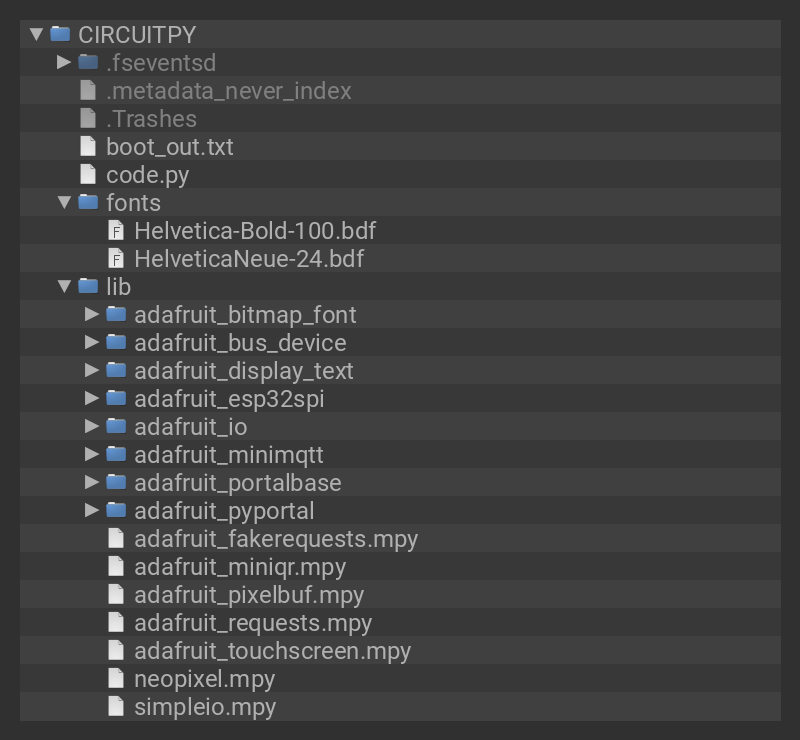 CIRCUITPY
.fseventsd
.metadata_never_index
.Trashes
boot_out.txt
code.py
fonts
F Helvetica-Bold-100.bdf
F HelveticaNeue-24.bdf
lib
adafruit_bitmap_font
adafruit_bus_device
adafruit_display_text
adafruit_esp32spi
adafruit_io
adafruit_minimqtt
adafruit_portalbase
adafruit_pyportal
adafruit_fakerequests.mpy
adafruit_miniqr.mpy
adafruit_pixelbuf.mpy
adafruit_requests.mpy
adafruit_touchscreen.mpy
neopixel.mpy
simpleio.mpy